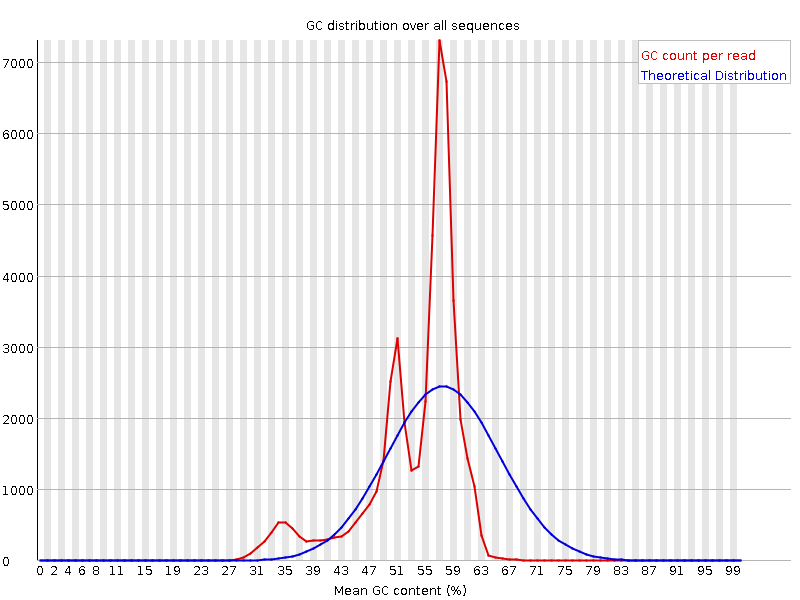 GC distribution over all sequences
GC count per read
Theoretical Distribution
7000
6000
5000
4000
3000
2000
1000
0
0 2 4 6 8 11 15 19 23 27 31 35 39 43 47 51 55 59 63 67 71 75 79 83 87 91 95 99
Mean GC content (%)